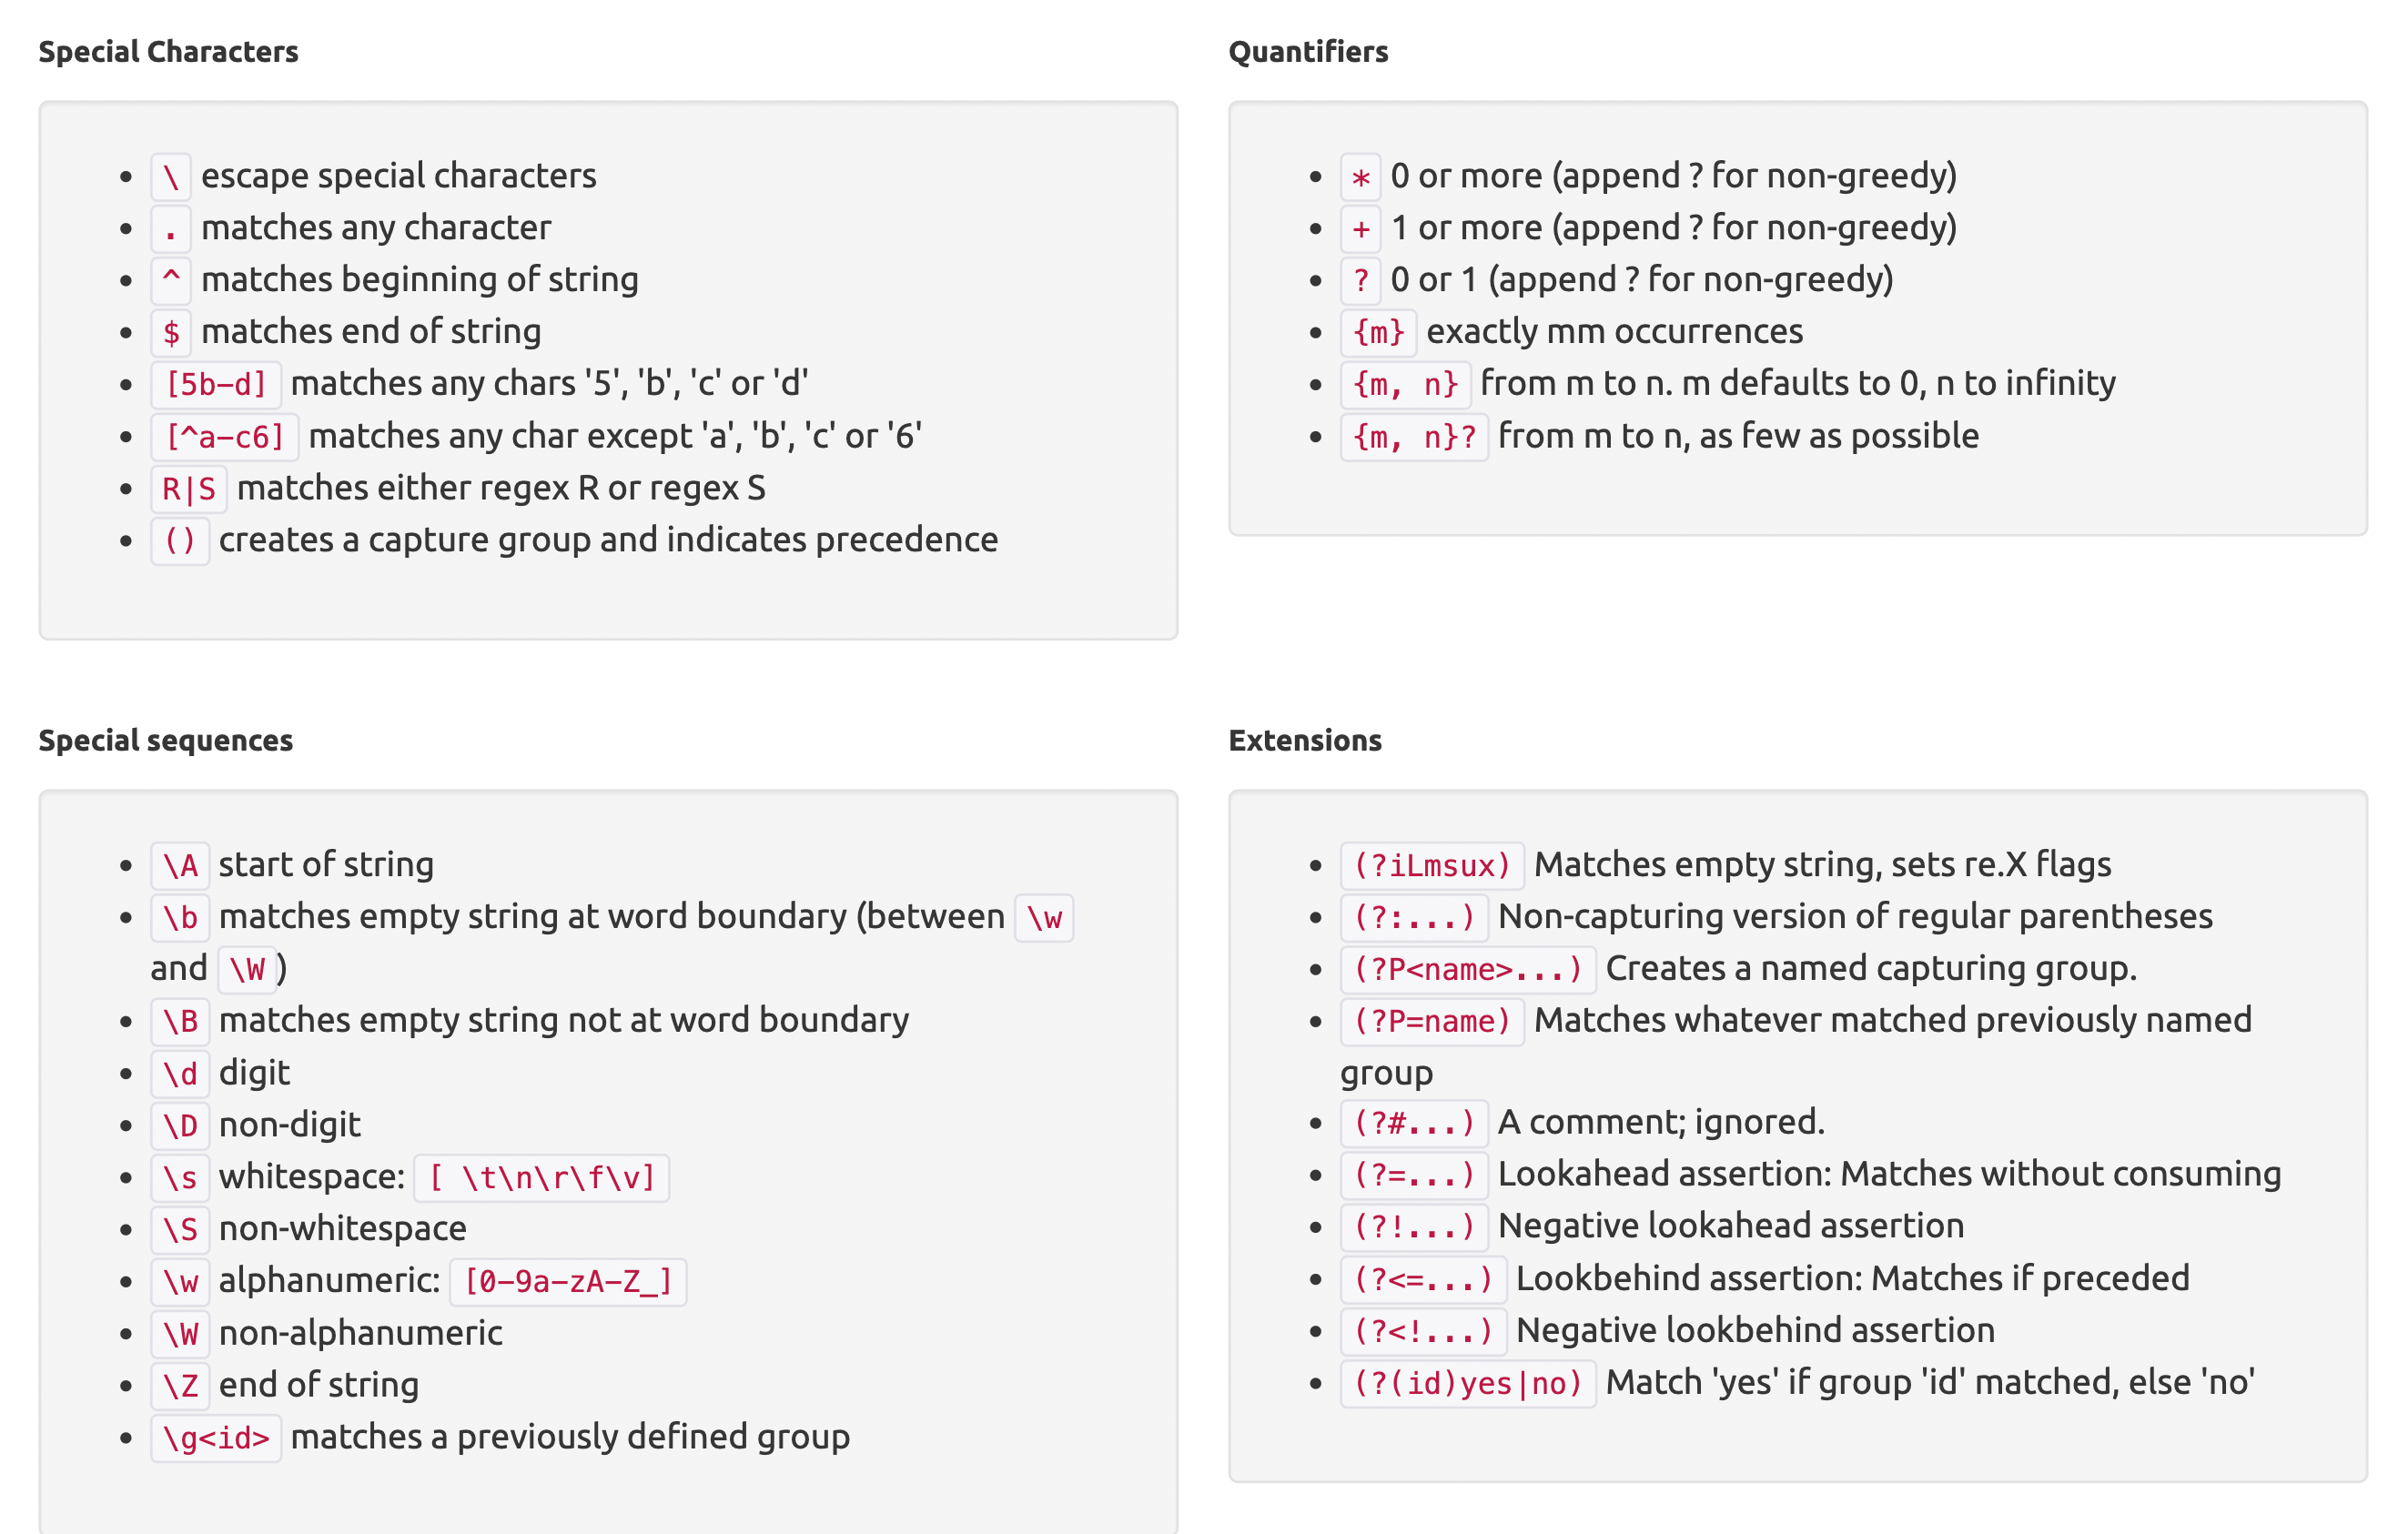 Special Characters
\ escape special characters
. matches any character
^ matches beginning of string
$ matches end of string
[5b-d] matches any chars '5', 'b', 'c' or 'd'
[^a-c6] matches any char except 'a', 'b', 'c' or '6'
R|S matches either regex R or regex S
() creates a capture group and indicates precedence
Quantifiers
* 0 or more (append ? for non-greedy)
+ 1 or more (append ? for non-greedy)
? 0 or 1 (append ? for non-greedy)
{m} exactly mm occurrences
{m, n} from m to n. m defaults to 0, n to infinity
{m, n}? from m to n, as few as possible
Special sequences
\A start of string
\b matches empty string at word boundary (between \w
and \W)
\B matches empty string not at word boundary
\d digit
\D non-digit
\s whitespace: [ \t\n\r\f\v]
\S non-whitespace
\w alphanumeric: [0-9a-zA-Z_]
\W non-alphanumeric
\Z end of string
\g<id> matches a previously defined group
Extensions
(?iLmsux) Matches empty string, sets re.X flags
(?:...) Non-capturing version of regular parentheses
(?P<name>...) Creates a named capturing group.
(?P=name) Matches whatever matched previously named
group
(?#...) A comment; ignored.
(?=...) Lookahead assertion: Matches without consuming
(?!...) Negative lookahead assertion
(?<=...) Lookbehind assertion: Matches if preceded
(?<!...) Negative lookbehind assertion
(?(id)yes|no) Match 'yes' if group 'id' matched, else 'no'